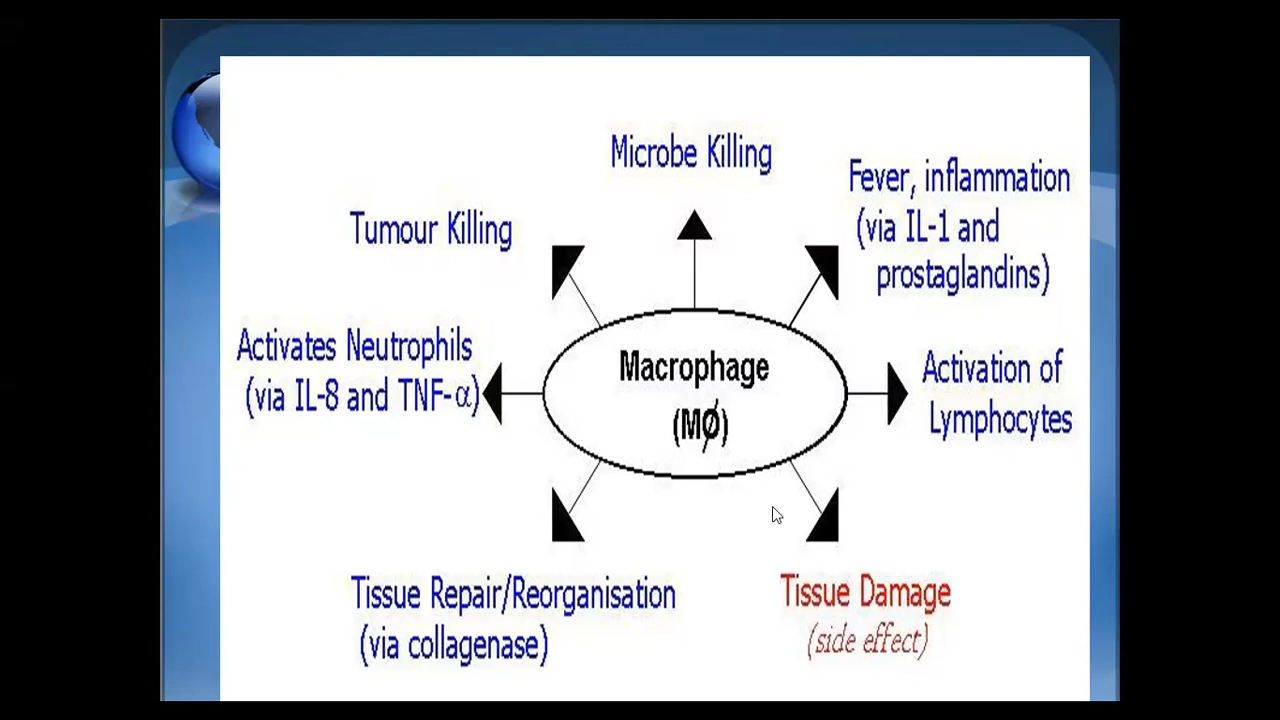 Microbe Killing
Fever, inflammation
(via IL-1 and
prostaglandins)
Tumour Killing
Activates Neutrophils
(via IL-8 and TNF-α)
Macrophage
(MØ)
Activation of
Lymphocytes
Tissue Repair/Reorganisation
(via collagenase)
Tissue Damage
(side effect)